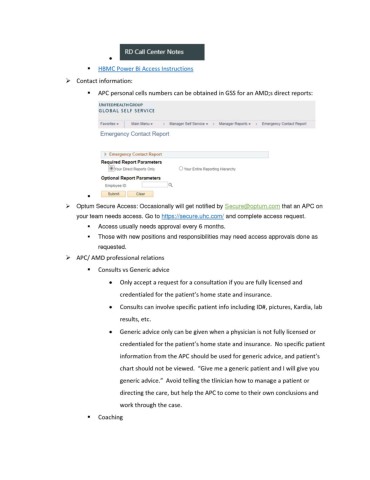 RD Call Center Notes
HBMC Power BI Access Instructions
Contact information:
APC personal cells numbers can be obtained in GSS for an AMD;s direct reports:
UNITEDHEALTH GROUP
GLOBAL SELF SERVICE
Favorites Main Menu > Manager Self Service > Manager Reports > Emergency Contact Report
Emergency Contact Report
Emergency Contact Report
Required Report Parameters
Your Direct Reports Only Your Entire Reporting Hierarchy
Optional Report Parameters
Employee ID
Submit Clear
Optum Secure Access: Occasionally will get notified by Secure@optum.com that an APC on
your team needs access. Go to https://secure.uhc.com/ and complete access request.
Access usually needs approval every 6 months.
Those with new positions and responsibilities may need access approvals done as
requested.
APC/ AMD professional relations
Consults vs Generic advice
Only accept a request for a consultation if you are fully licensed and
credentialed for the patient's home state and insurance.
Consults can involve specific patient info including ID#, pictures, Kardia, lab
results, etc.
Generic advice only can be given when a physician is not fully licensed or
credentialed for the patient's home state and insurance. No specific patient
information from the APC should be used for generic advice, and patient's
chart should not be viewed. "Give me a generic patient and I will give you
generic advice." Avoid telling the tlinician how to manage a patient or
directing the care, but help the APC to come to their own conclusions and
work through the case.
Coaching